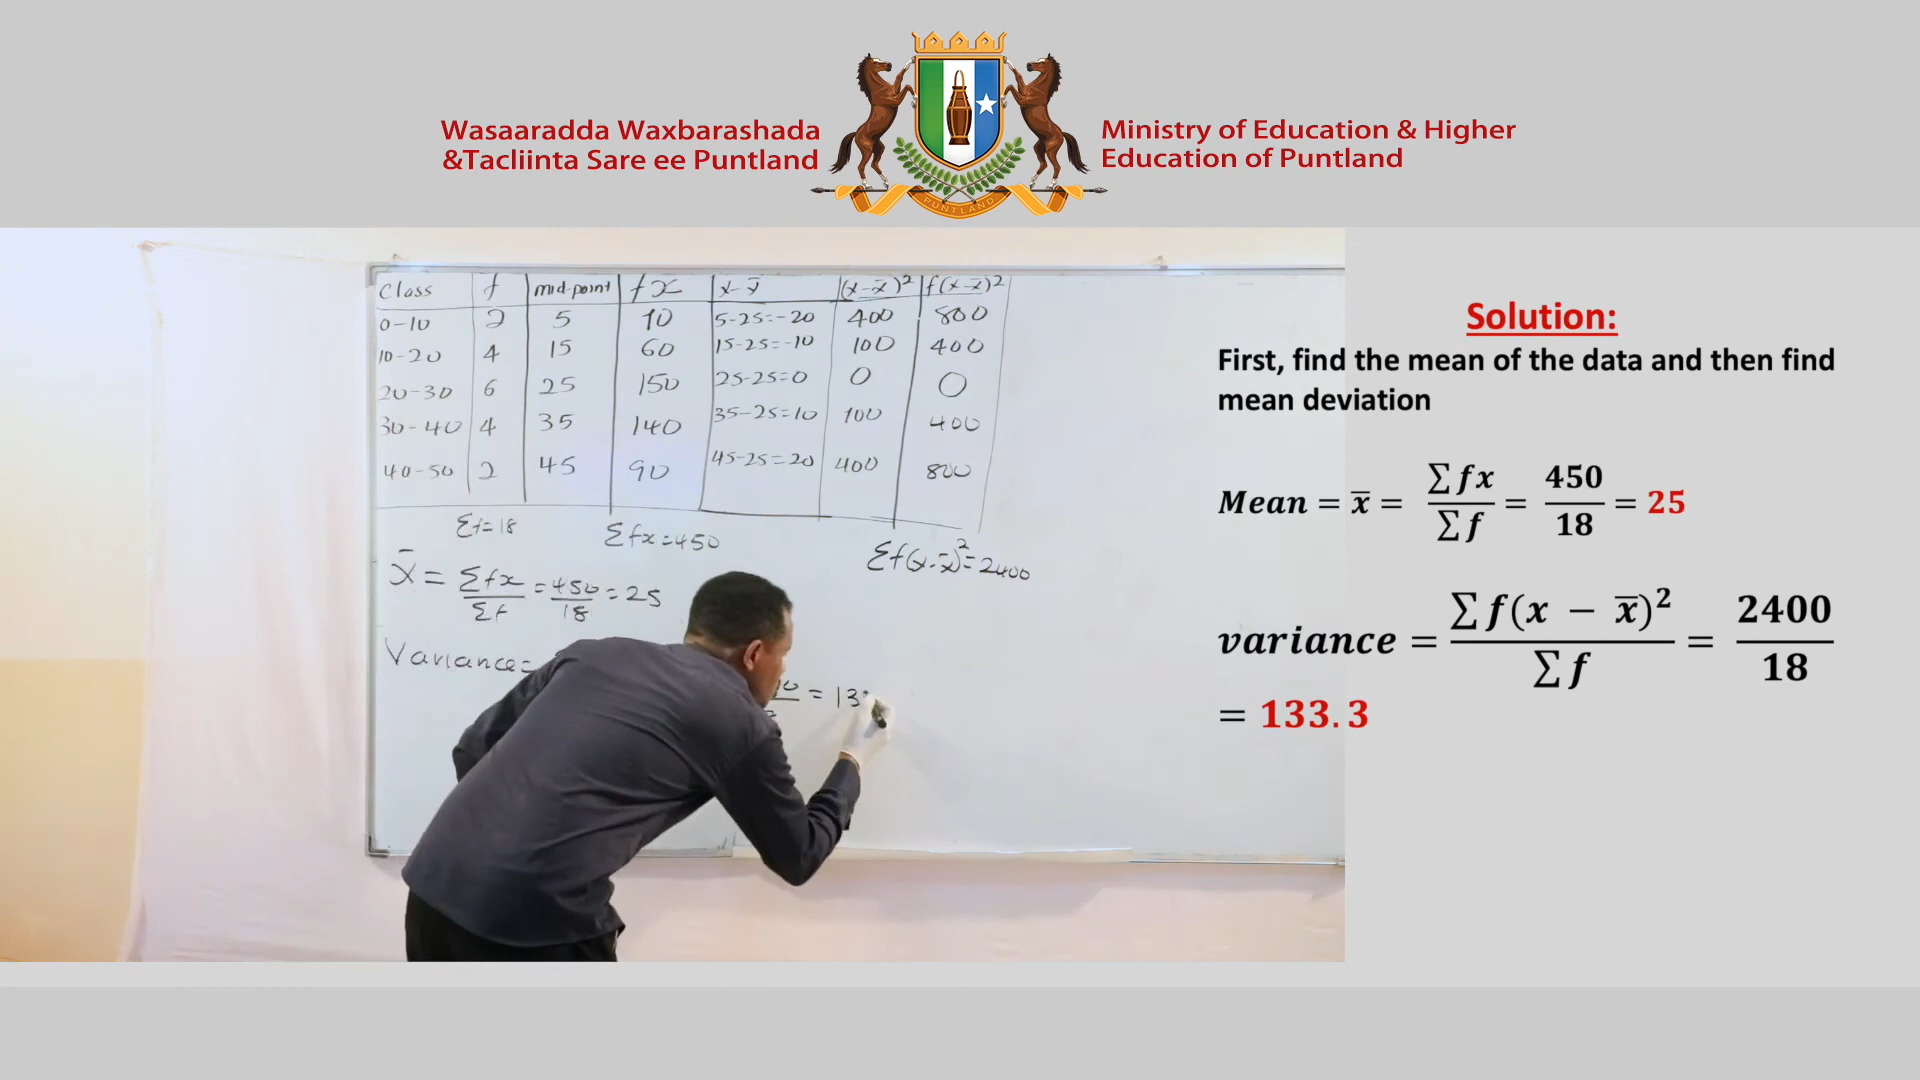 Wasaaradda Waxbarashada
&Tacliinta Sare ee Puntland
Ministry of Education & Higher
Education of Puntland
PUNTLAND
Class f mid-point fx x-x̄ (x-x̄)² f(x-x̄)²
0-10 2 5 10 5-25=-20 400 800
10-20 4 15 60 15-25=-10 100 400
20-30 6 25 150 25-25=0 0 0
30-40 4 35 140 35-25=10 100 400
40-50 2 45 90 45-25=20 400 800
Σf=18 Σfx=450 Σf(x-x̄)²=2400
x̄ = Σfx/Σf = 450/18 = 25
Variance=
= 13
Solution:
First, find the mean of the data and then find
mean deviation
Mean = x̄ = ∑fx/∑f = 450/18 = 25
variance = ∑f(x − x̄)²/∑f = 2400/18
= 133.3